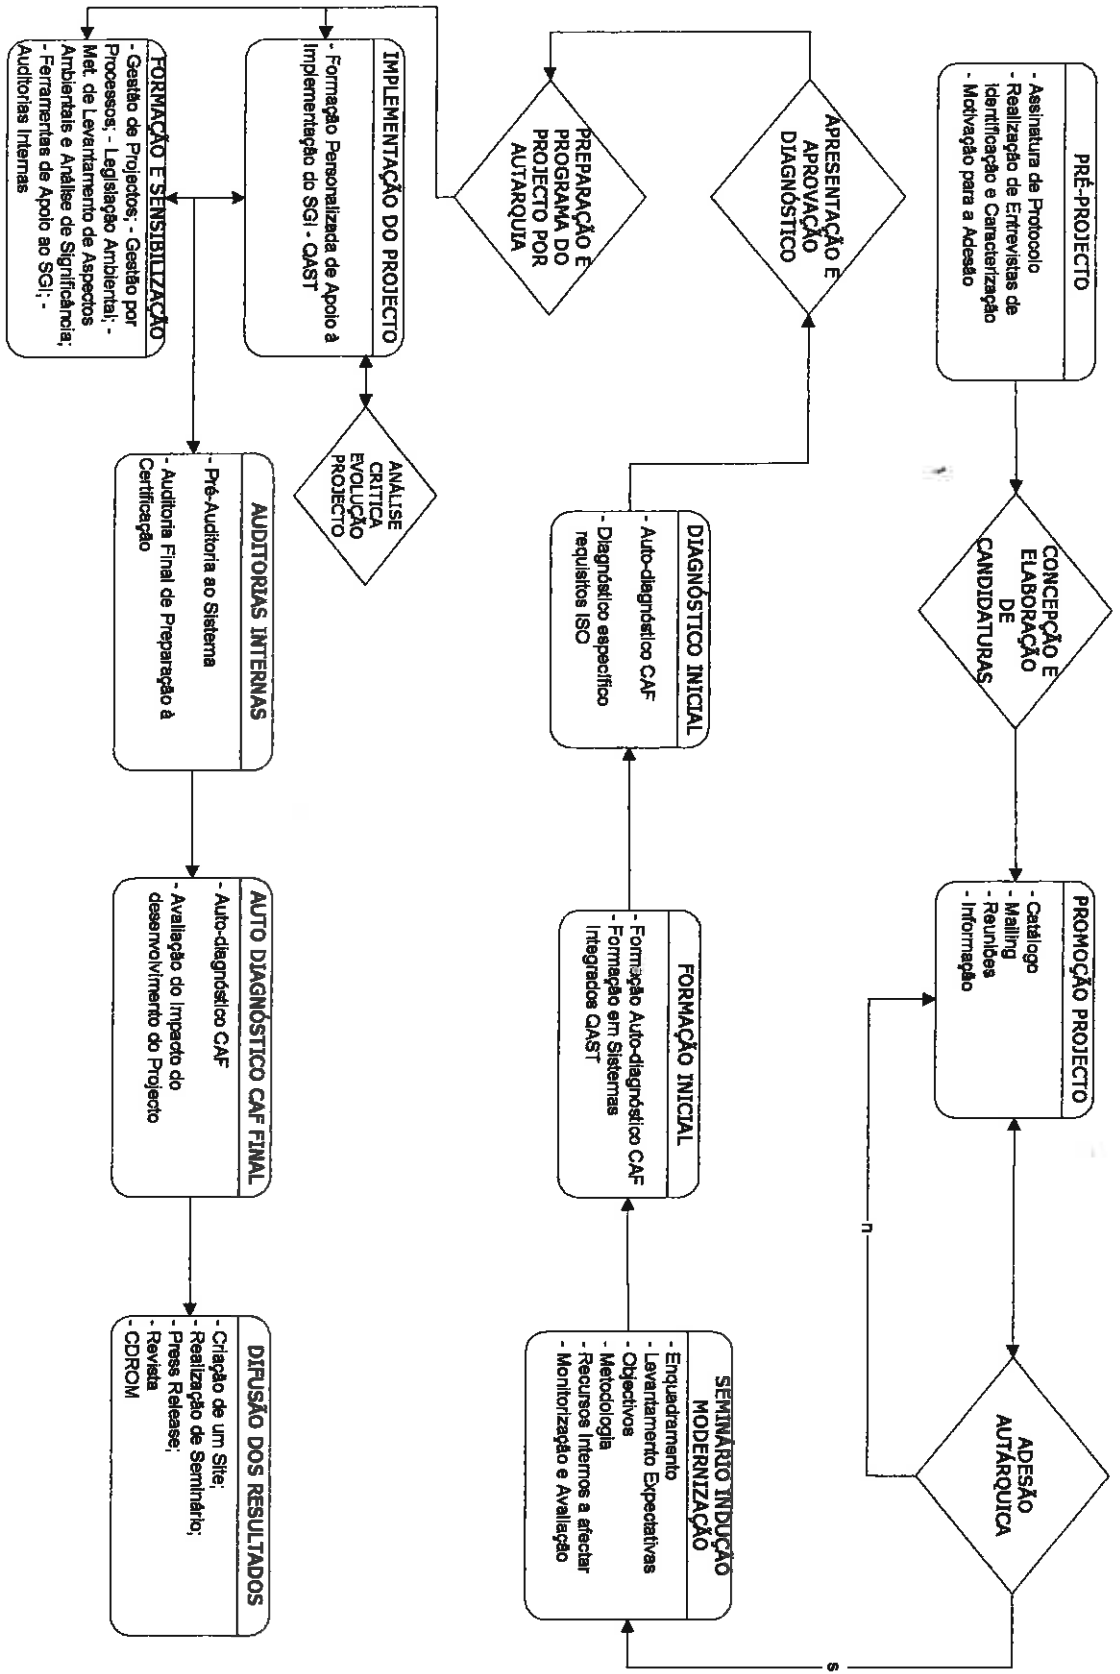 PRÉ-PROJECTO
- Assinatura de Protocolo
- Realização de Entrevistas de
Identificação e Caracterização
- Motivação para a Adesão
CONCEPÇÃO E
ELABORAÇÃO
DE
CANDIDATURAS
PROMOÇÃO PROJECTO
- Catálogo
- Mailing
- Reuniões
- Informação
n
ADESÃO
AUTÁRQUICA
s
APRESENTAÇÃO E
APROVAÇÃO
DIAGNÓSTICO
PREPARAÇÃO E
PROGRAMA DO
PROJECTO POR
AUTARQUIA
DIAGNÓSTICO INICIAL
- Auto-diagnóstico CAF
- Diagnóstico especifico
requisitos ISO
FORMAÇÃO INICIAL
- Formação Auto-diagnóstico CAF
- Formação em Sistemas
Integrados QAST
SEMINÁRIO INDUÇÃO
MODERNIZAÇÃO
- Enquadramento
- Levantamento Expectativas
- Objectivos
- Metodologia
- Recursos Internos a afectar
- Monitorização e Avaliação
IMPLEMENTAÇÃO DO PROJECTO
- Formação Personalizada de Apoio à
Implementação do SGI - QAST
ANÁLISE
CRITICA
EVOLUÇÃO
PROJECTO
FORMAÇÃO E SENSIBILIZAÇÃO
- Gestão de Projectos; - Gestão por
Processos; - Legislação Ambiental; -
Met. de Levantamento de Aspectos
Ambientais e Análise de Significância;
- Ferramentas de Apoio ao SGI; -
Auditorias Internas
AUDITORIAS INTERNAS
- Pré-Auditoria ao Sistema
- Auditoria Final de Preparação à
Certificação
AUTO DIAGNÓSTICO CAF FINAL
- Auto-diagnóstico CAF
- Avaliação do Impacto do
desenvolvimento do Projecto
DIFUSÃO DOS RESULTADOS
- Criação de um Site;
- Realização de Seminário;
- Press Release;
- Revista
- CDROM